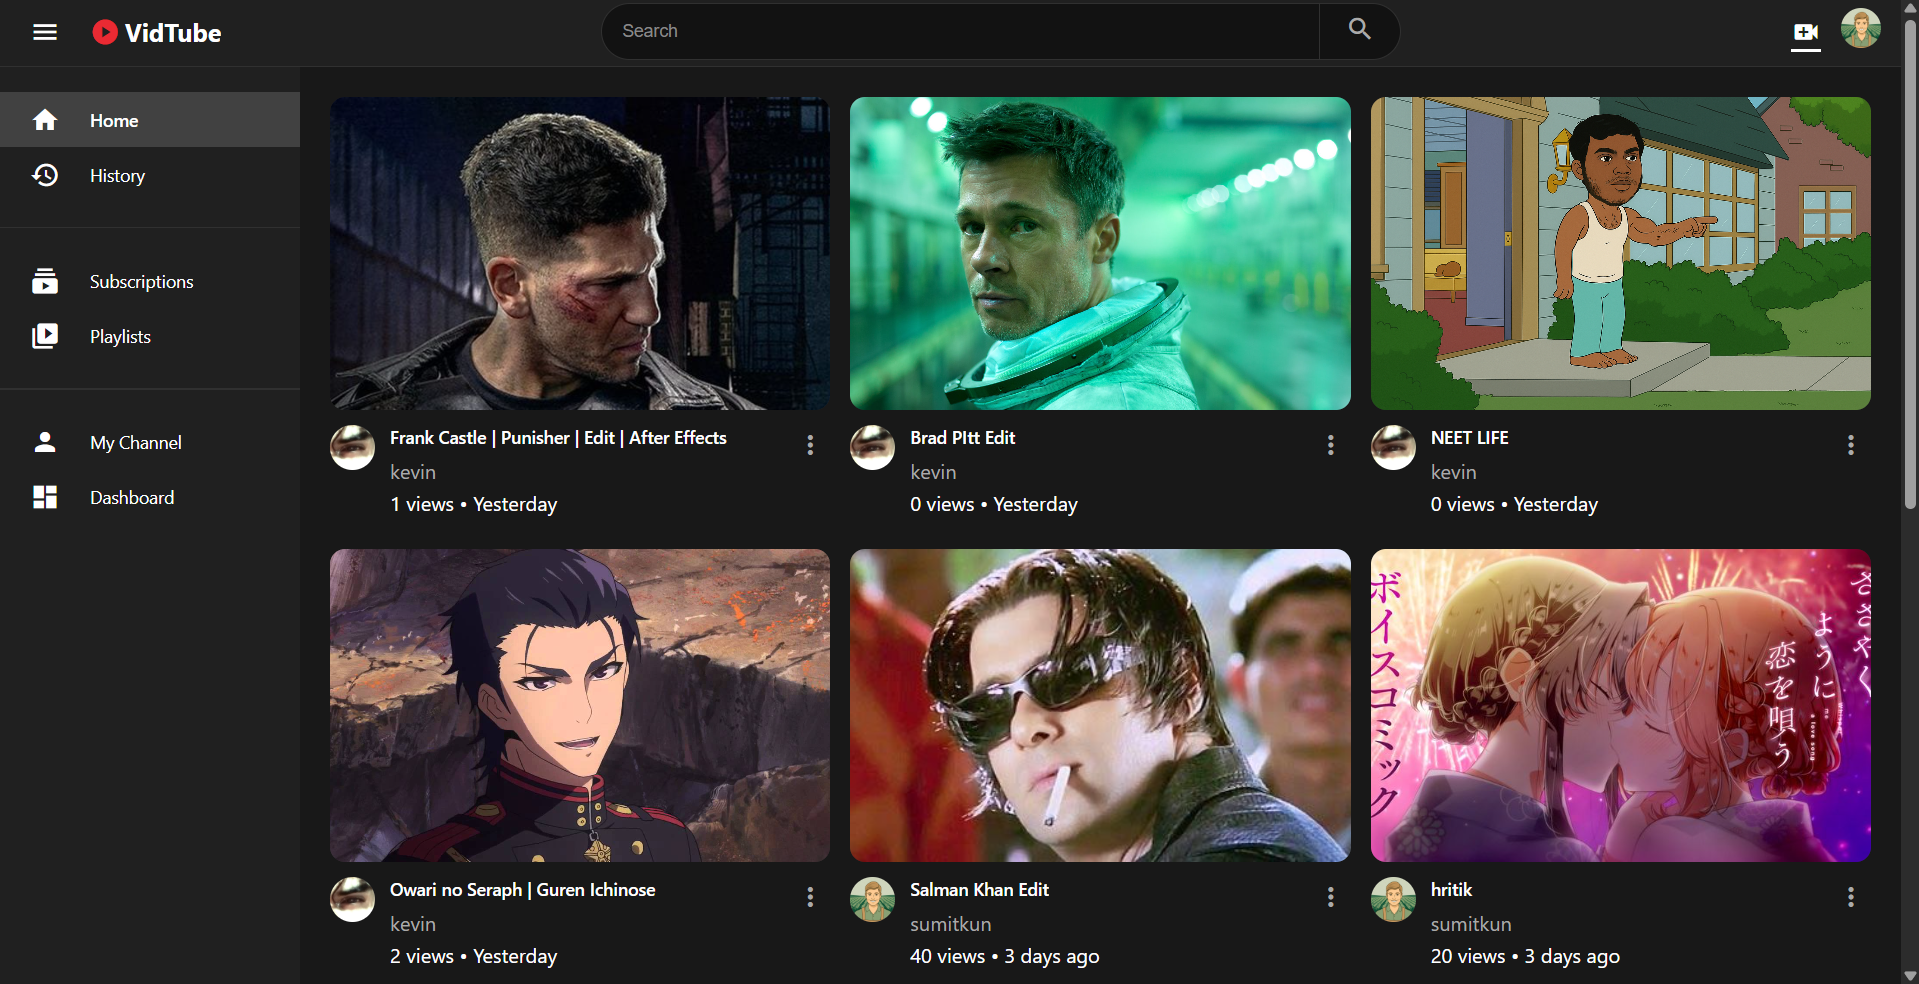 VidTube
Search
Home
History
Subscriptions
Playlists
My Channel
Dashboard
Frank Castle | Punisher | Edit | After Effects
kevin
1 views • Yesterday
Brad PItt Edit
kevin
0 views • Yesterday
NEET LIFE
kevin
0 views • Yesterday
ボイスコミック
ささやく
ように
恋を唄う
a love song
Owari no Seraph | Guren Ichinose
kevin
2 views • Yesterday
Salman Khan Edit
sumitkun
40 views • 3 days ago
hritik
sumitkun
20 views • 3 days ago